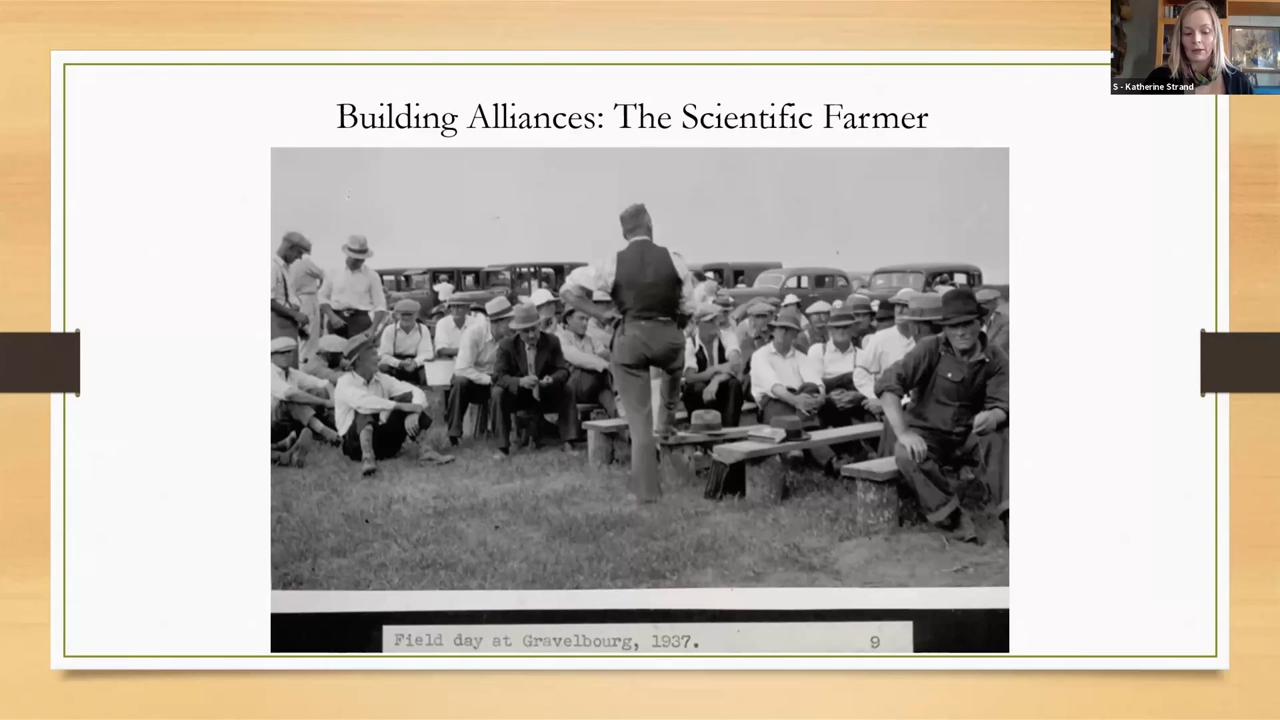 S - Katherine Strand
Building Alliances: The Scientific Farmer
Field day at Gravelbourg, 1937. 9